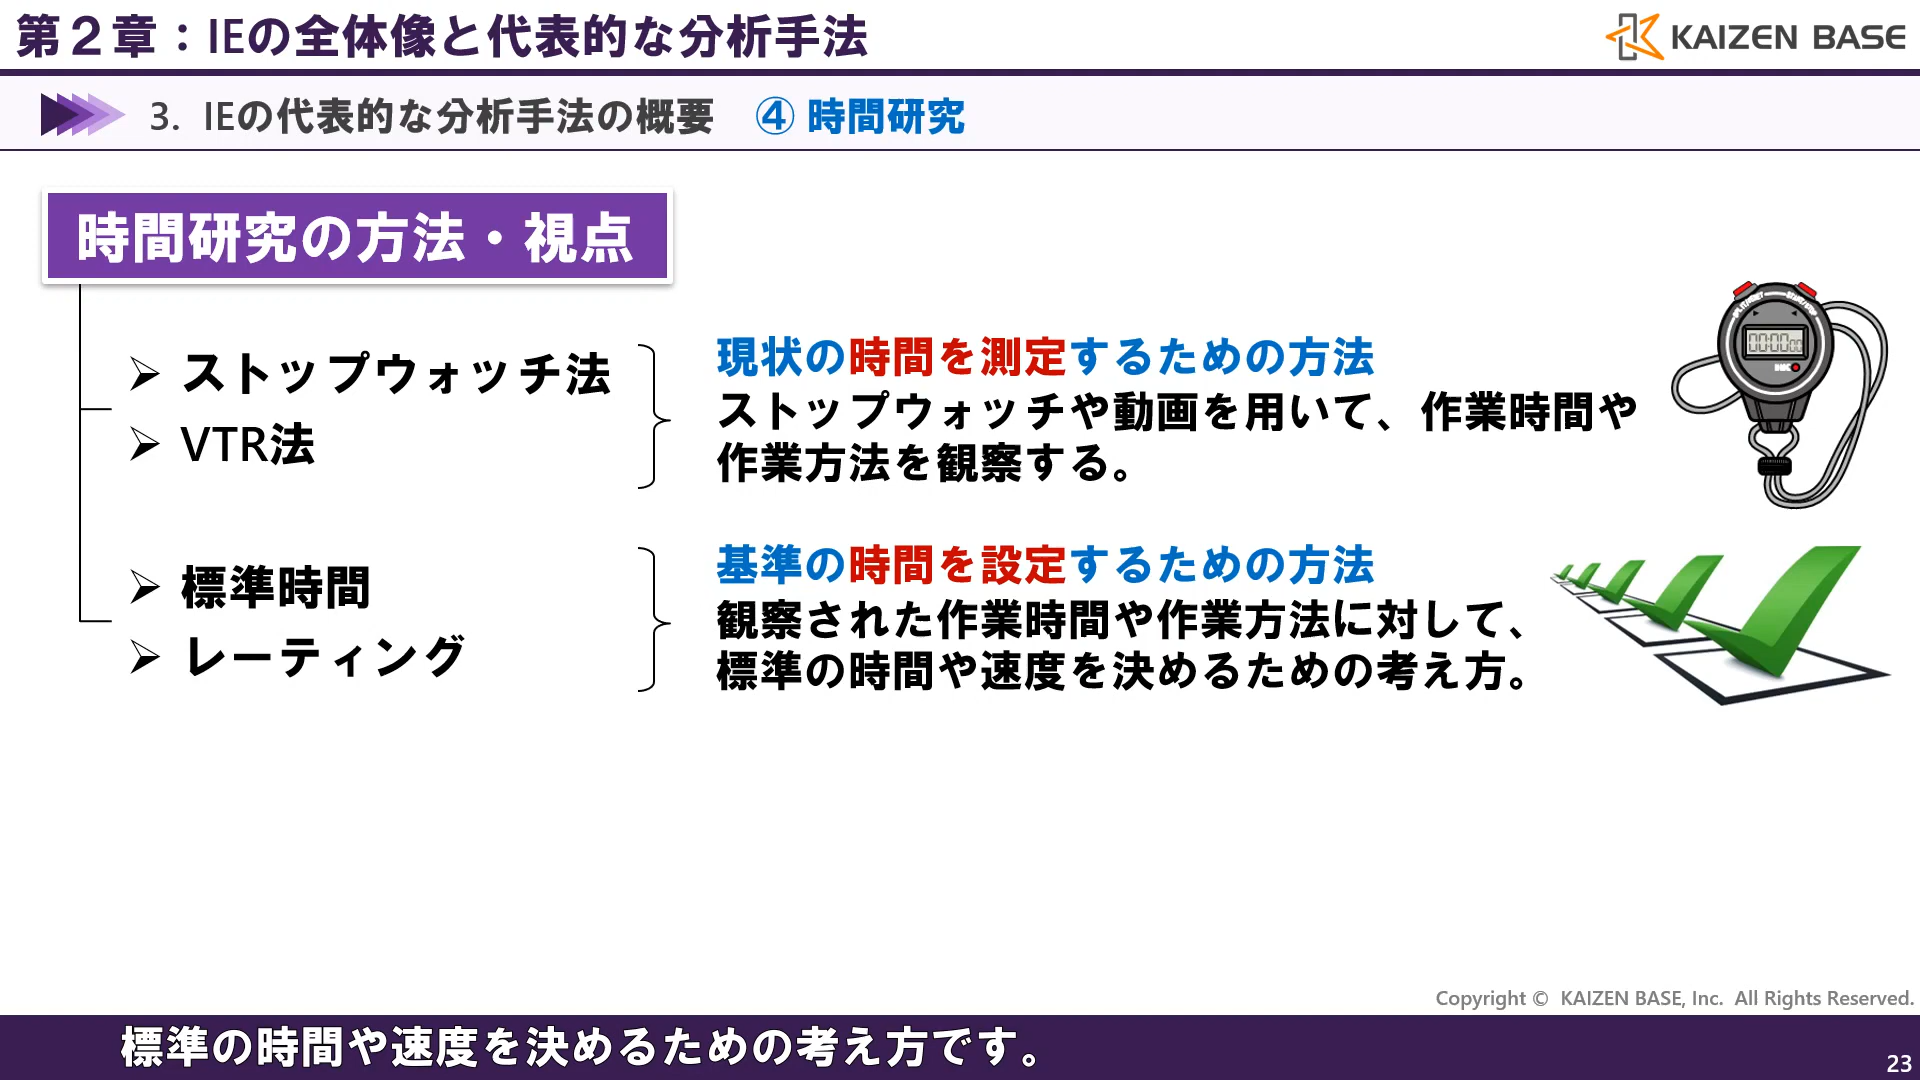 第２章：IEの全体像と代表的な分析手法
KAIZEN BASE
3. IEの代表的な分析手法の概要　④ 時間研究
時間研究の方法・視点
➢ ストップウォッチ法
➢ VTR法
現状の時間を測定するための方法
ストップウォッチや動画を用いて、作業時間や
作業方法を観察する。
➢ 標準時間
➢ レーティング
基準の時間を設定するための方法
観察された作業時間や作業方法に対して、
標準の時間や速度を決めるための考え方。
Copyright © KAIZEN BASE, Inc. All Rights Reserved.
標準の時間や速度を決めるための考え方です。
23